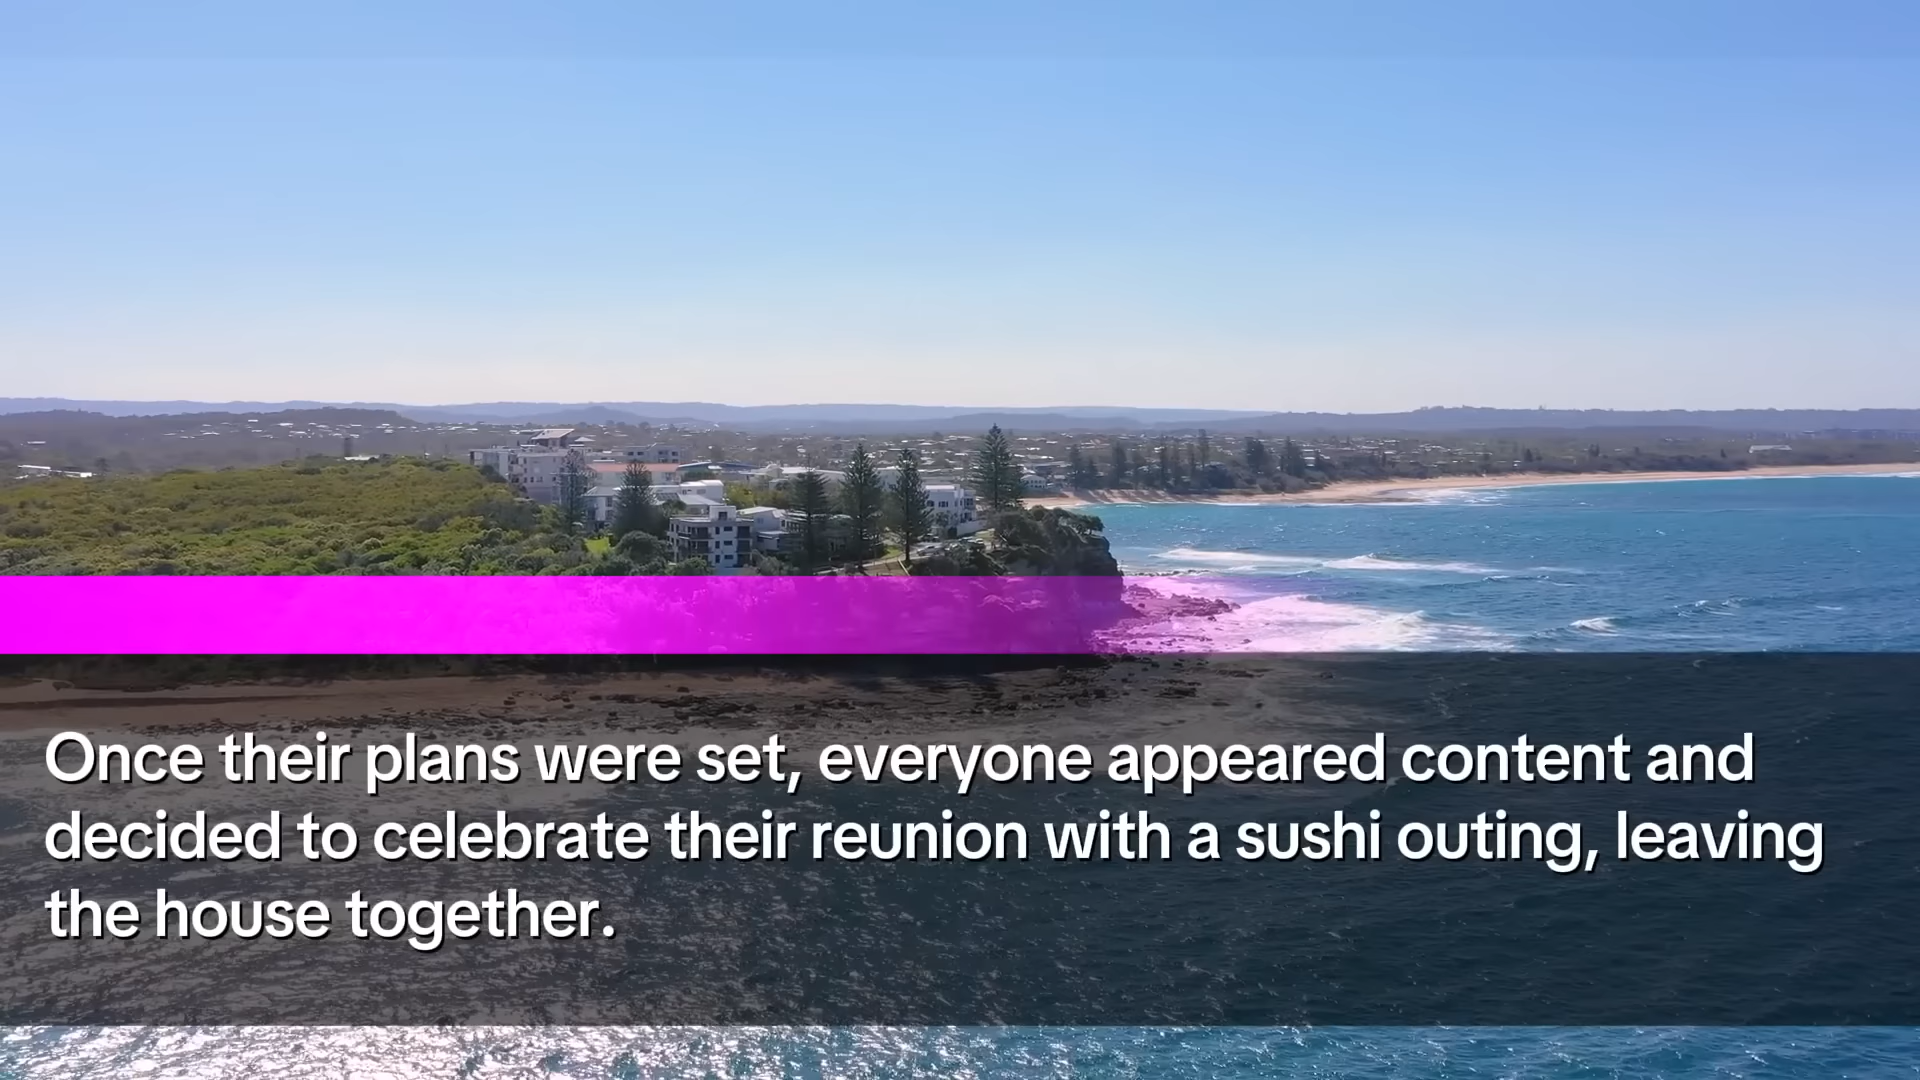 Once their plans were set, everyone appeared content and
decided to celebrate their reunion with a sushi outing, leaving
the house together.